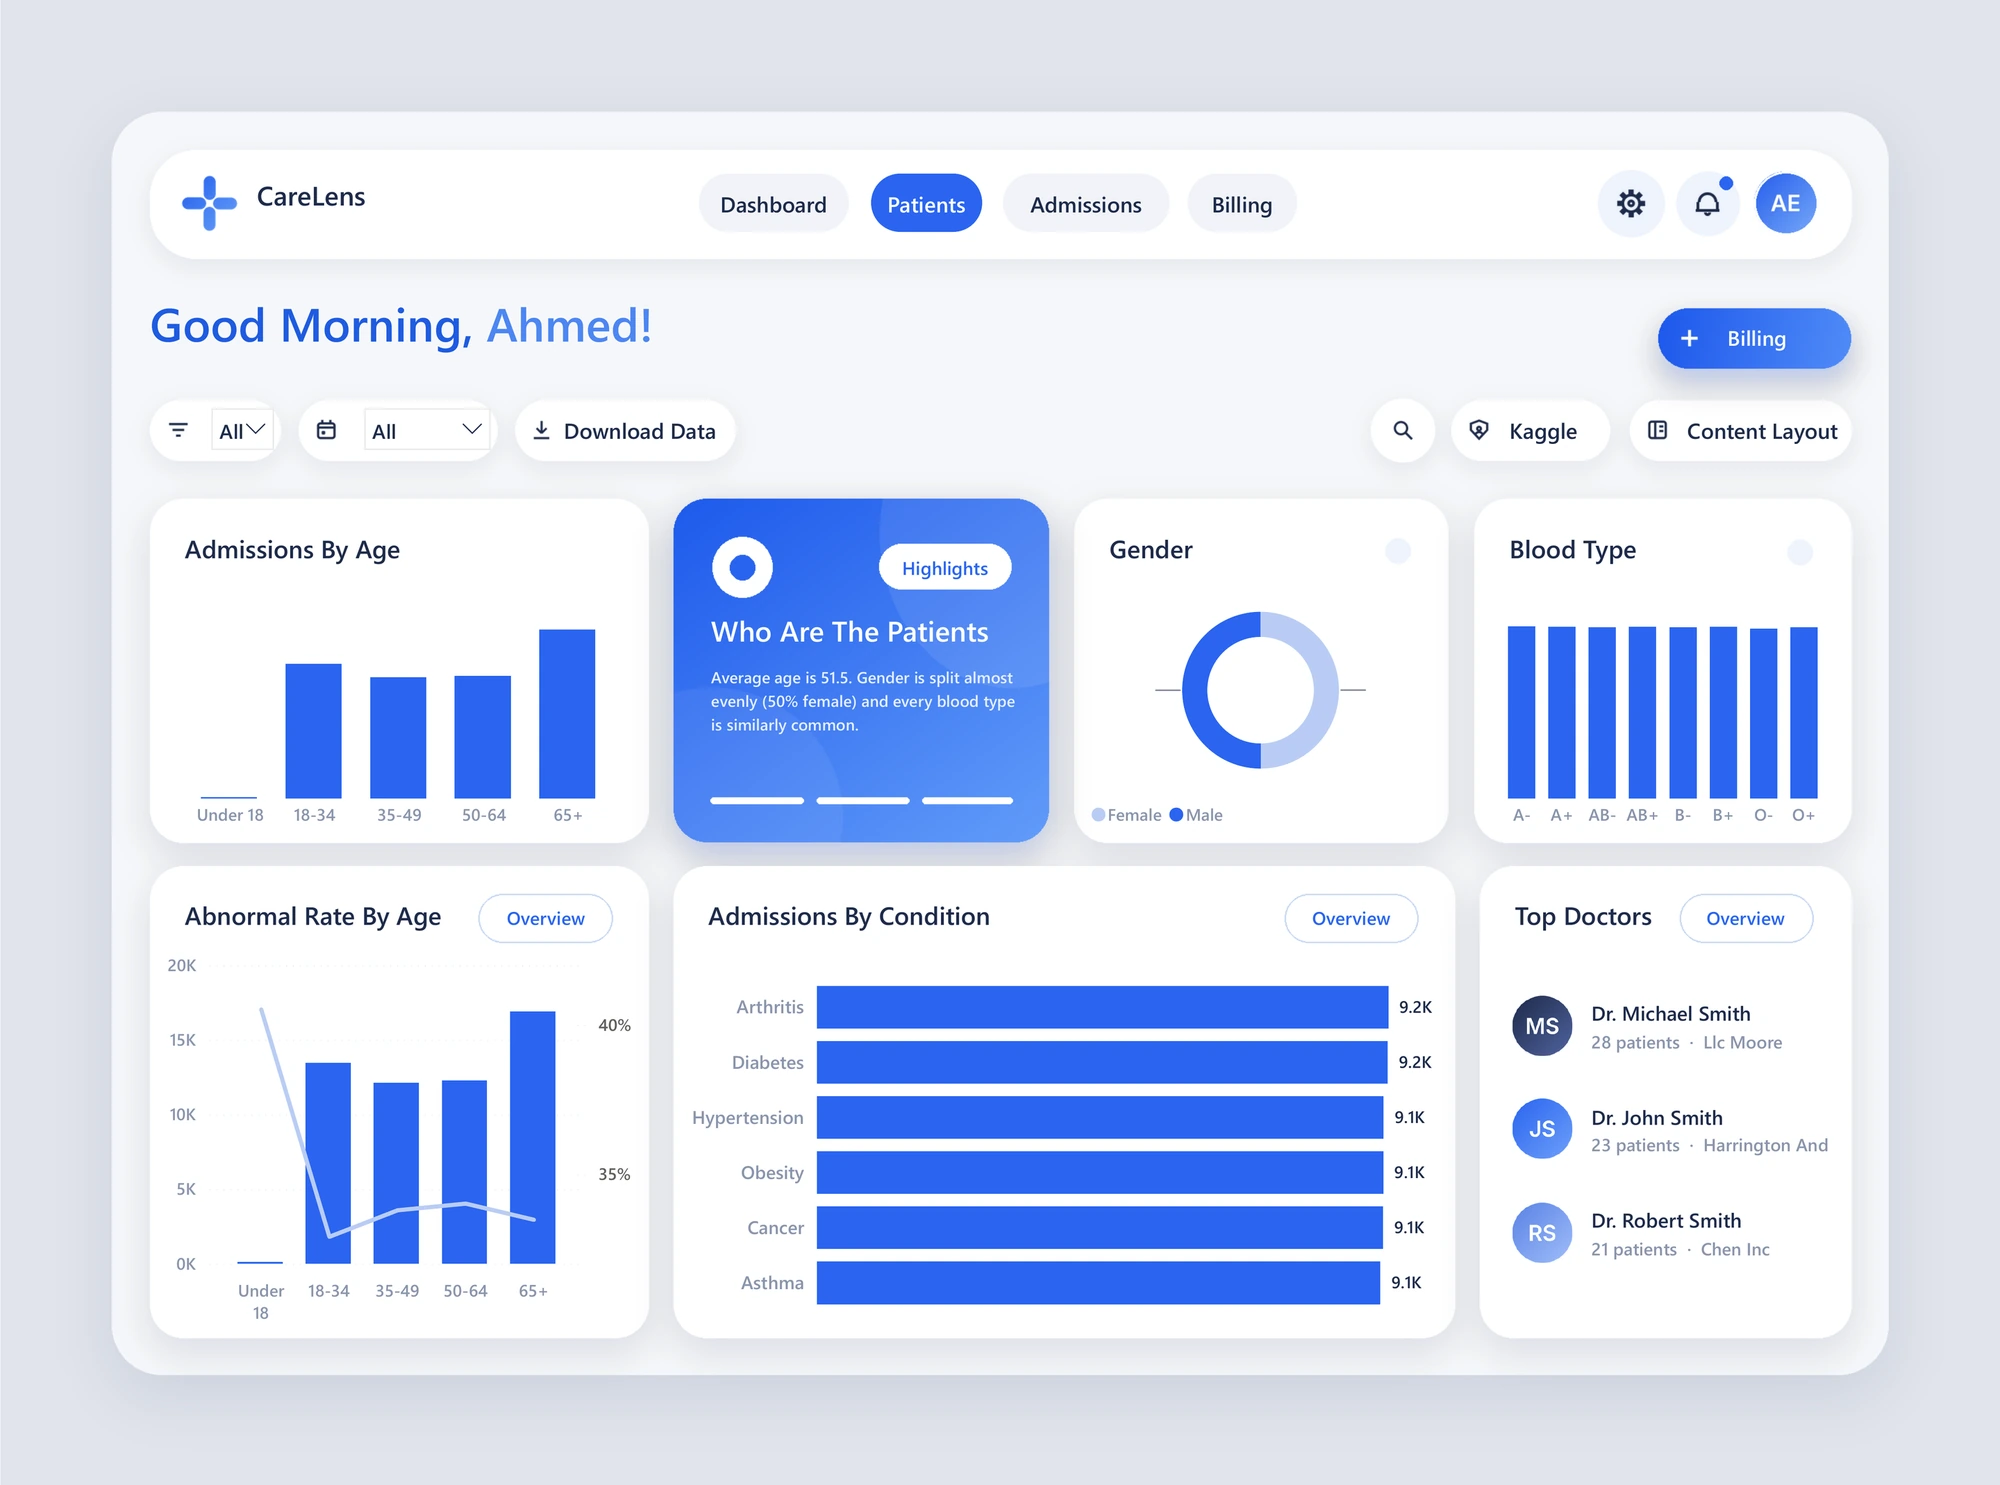 CareLens
Dashboard
Patients
Admissions
Billing
AE
Good Morning, Ahmed!
+ Billing
All
All
Download Data
Kaggle
Content Layout
Admissions By Age
Under 18
18-34
35-49
50-64
65+
Highlights
Who Are The Patients
Average age is 51.5. Gender is split almost
evenly (50% female) and every blood type
is similarly common.
Gender
Female
Male
Blood Type
A-
A+
AB-
AB+
B-
B+
O-
O+
Abnormal Rate By Age
Overview
20K
15K
10K
5K
0K
40%
35%
Under
18
18-34
35-49
50-64
65+
Admissions By Condition
Overview
Arthritis
9.2K
Diabetes
9.2K
Hypertension
9.1K
Obesity
9.1K
Cancer
9.1K
Asthma
9.1K
Top Doctors
Overview
MS
Dr. Michael Smith
28 patients · Llc Moore
JS
Dr. John Smith
23 patients · Harrington And
RS
Dr. Robert Smith
21 patients · Chen Inc